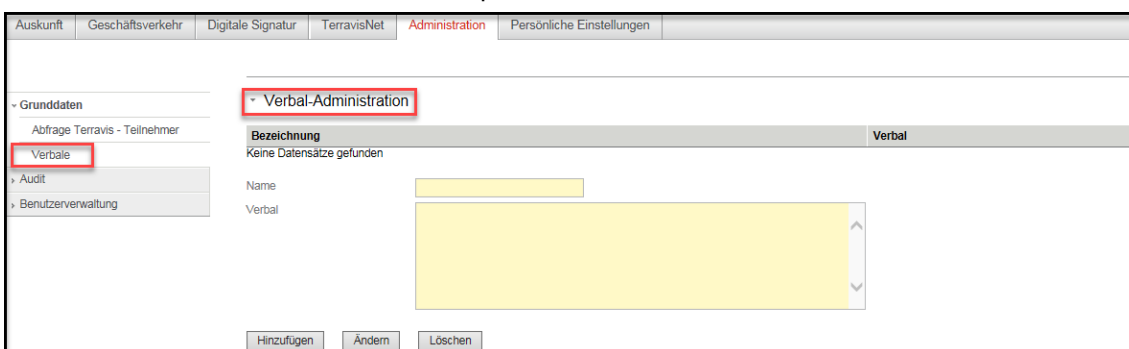 Auskunft Geschäftsverkehr Digitale Signatur TerravisNet Administration Persönliche Einstellungen
Grunddaten
Abfrage Terravis - Teilnehmer
Verbale
Audit
Benutzerverwaltung
Verbal-Administration
Bezeichnung Verbal
Keine Datensätze gefunden
Name
Verbal
Hinzufügen Ändern Löschen